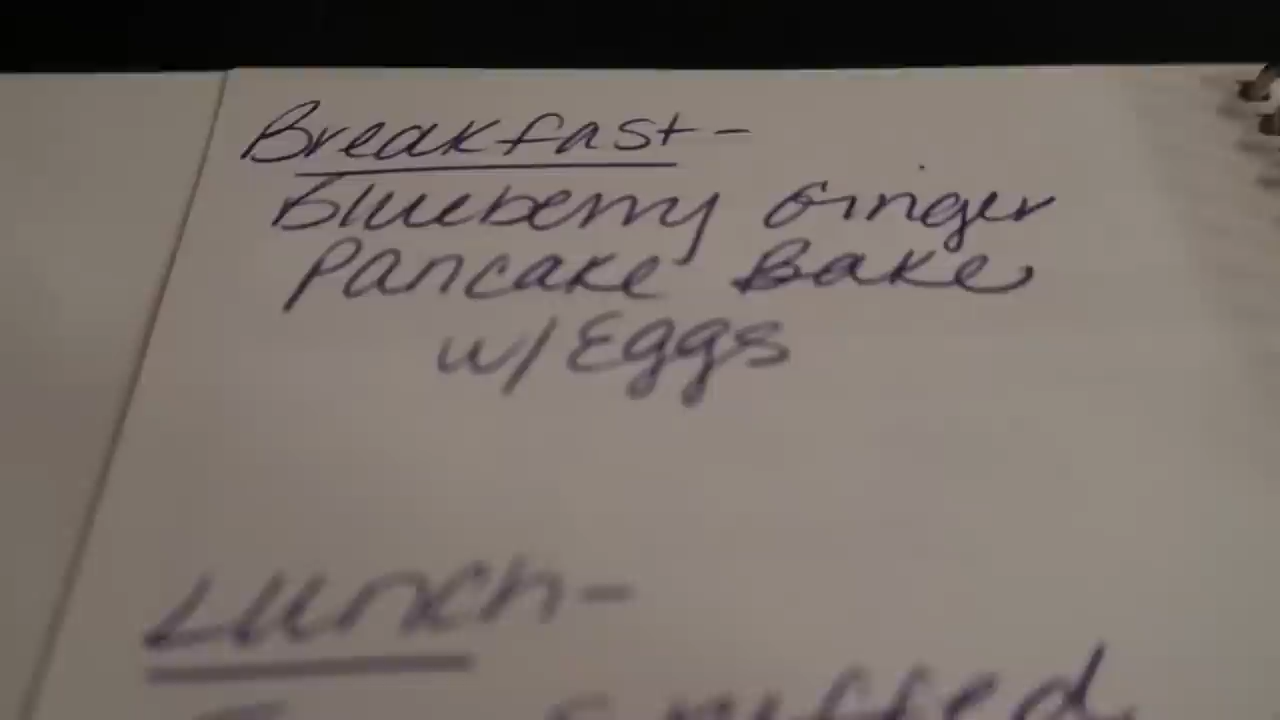 Breakfast-
Blueberry Ginger
Pancake Bake
w/ Eggs
Lunch-